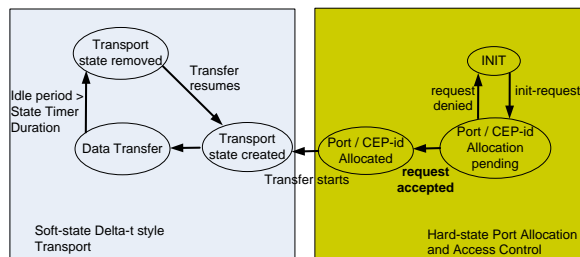 Transport
state removed
Transfer
resumes
Idle period >
State Timer
Duration
Data Transfer
Transport
state created
Transfer starts
Port / CEP-id
Allocated
INIT
request
denied
init-request
Port / CEP-id
Allocation
pending
request
accepted
Soft-state Delta-t style
Transport
Hard-state Port Allocation
and Access Control